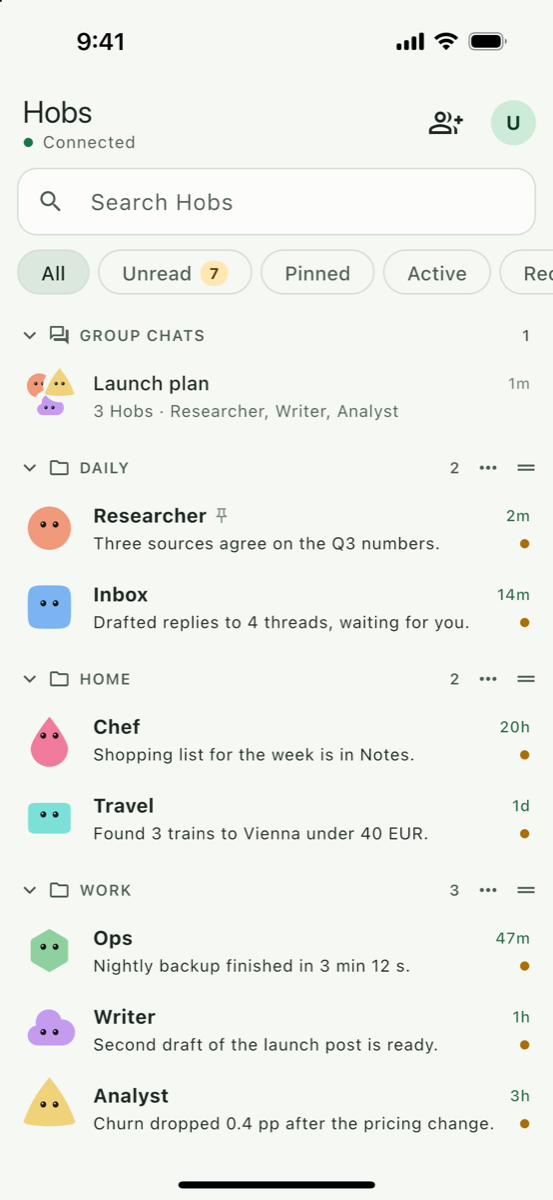 9:41
Hobs
Connected
U
Search Hobs
All
Unread 7
Pinned
Active
Rec
GROUP CHATS 1
Launch plan 1m
3 Hobs · Researcher, Writer, Analyst
DAILY 2
Researcher 2m
Three sources agree on the Q3 numbers.
Inbox 14m
Drafted replies to 4 threads, waiting for you.
HOME 2
Chef 20h
Shopping list for the week is in Notes.
Travel 1d
Found 3 trains to Vienna under 40 EUR.
WORK 3
Ops 47m
Nightly backup finished in 3 min 12 s.
Writer 1h
Second draft of the launch post is ready.
Analyst 3h
Churn dropped 0.4 pp after the pricing change.